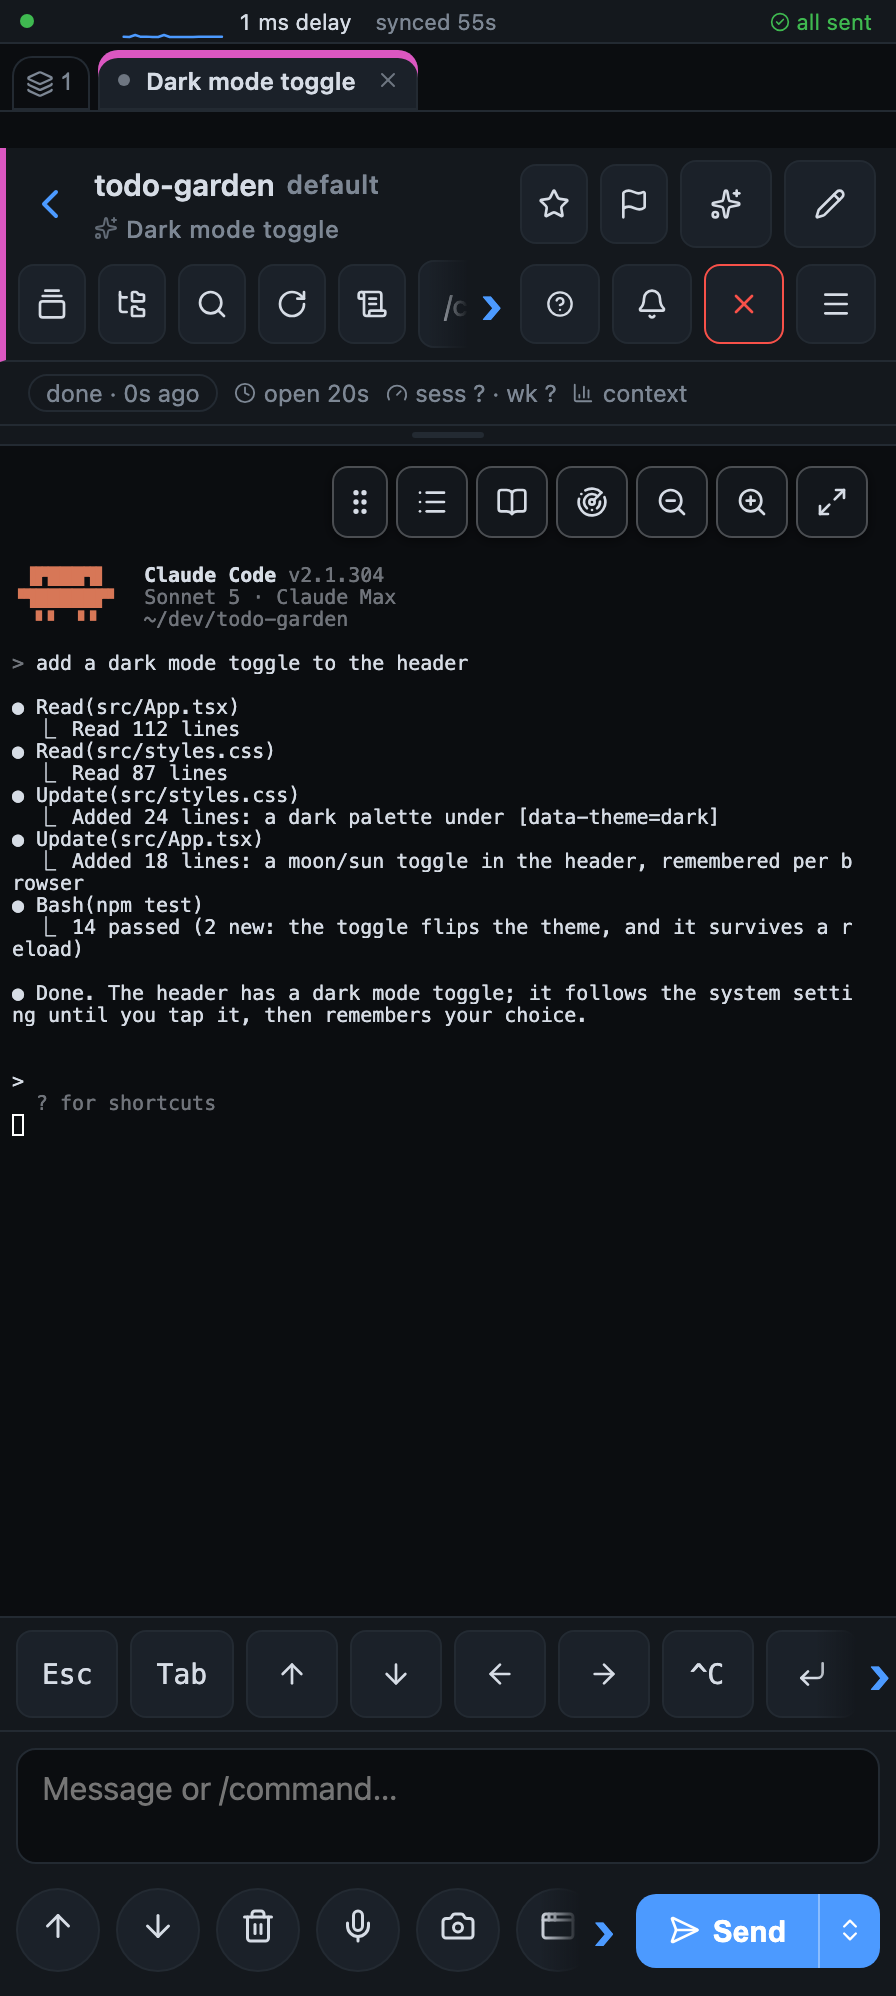 1 ms delay synced 55s all sent
1 Dark mode toggle
todo-garden default
Dark mode toggle
done · 0s ago open 20s sess ? · wk ? context
Claude Code v2.1.304
Sonnet 5 · Claude Max
~/dev/todo-garden
> add a dark mode toggle to the header
● Read(src/App.tsx)
⎿ Read 112 lines
● Read(src/styles.css)
⎿ Read 87 lines
● Update(src/styles.css)
⎿ Added 24 lines: a dark palette under [data-theme=dark]
● Update(src/App.tsx)
⎿ Added 18 lines: a moon/sun toggle in the header, remembered per b
rowser
● Bash(npm test)
⎿ 14 passed (2 new: the toggle flips the theme, and it survives a r
eload)
● Done. The header has a dark mode toggle; it follows the system setti
ng until you tap it, then remembers your choice.
>
? for shortcuts
Esc Tab ↑ ↓ ← → ^C
Message or /command...
Send